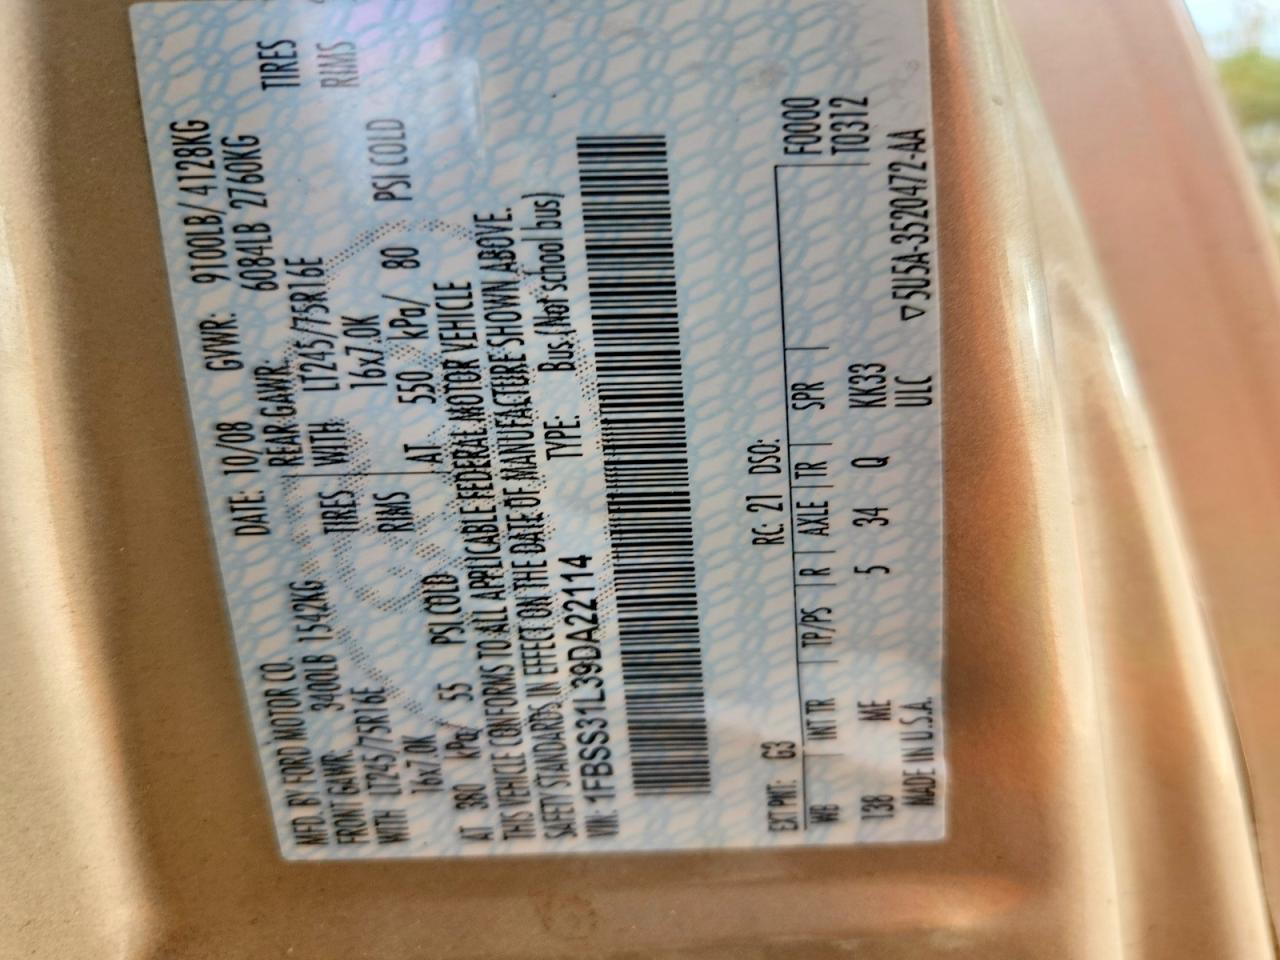 MFD. BY FORD MOTOR CO.
DATE: 10/08 GVWR: 9100LB/ 4128KG
FRONT GAWR: 3400LB 1542KG
REAR GAWR: 6084LB 2760KG
WITH LT245/75R16E TIRES
WITH LT245/75R16E TIRES
16x7.0K RIMS
16x7.0K RIMS
AT 380 kPa/ 55 PSI COLD
AT 550 kPa/ 80 PSI COLD
THIS VEHICLE CONFORMS TO ALL APPLICABLE FEDERAL MOTOR VEHICLE
SAFETY STANDARDS IN EFFECT ON THE DATE OF MANUFACTURE SHOWN ABOVE.
VIN: 1FBSS31L39DA22114
TYPE: Bus (Not school bus)
EXT PNT: G3 RC: 21 DSO: F0000
WB INT TR TP/PS R AXLE TR SPR T0312
138 ME 5 34 Q KK33
MADE IN U.S.A. ULC ▽5U5A-3520472-AA